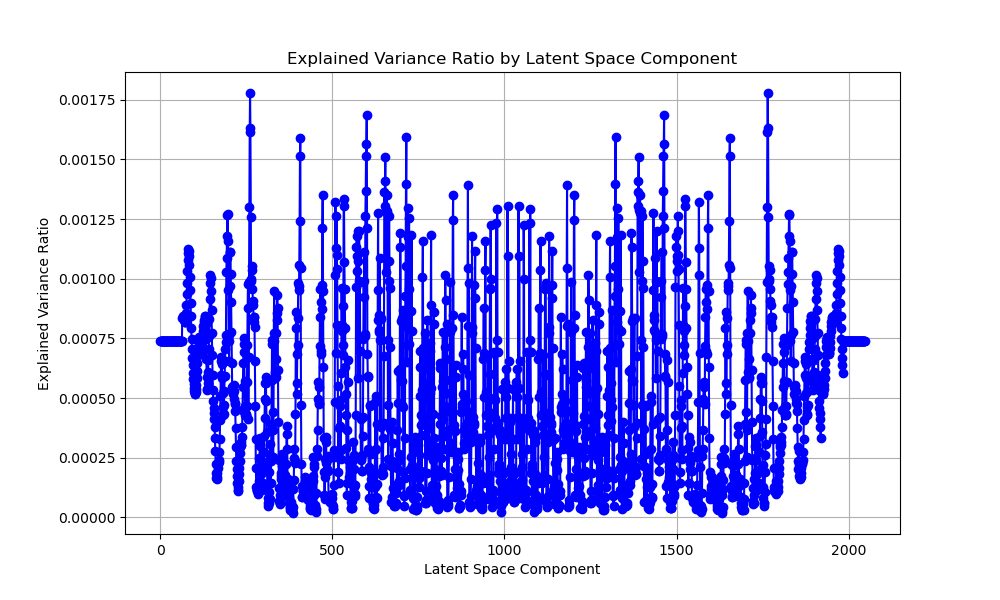 Explained Variance Ratio by Latent Space Component
Explained Variance Ratio
0.00175
0.00150
0.00125
0.00100
0.00075
0.00050
0.00025
0.00000
0 500 1000 1500 2000
Latent Space Component